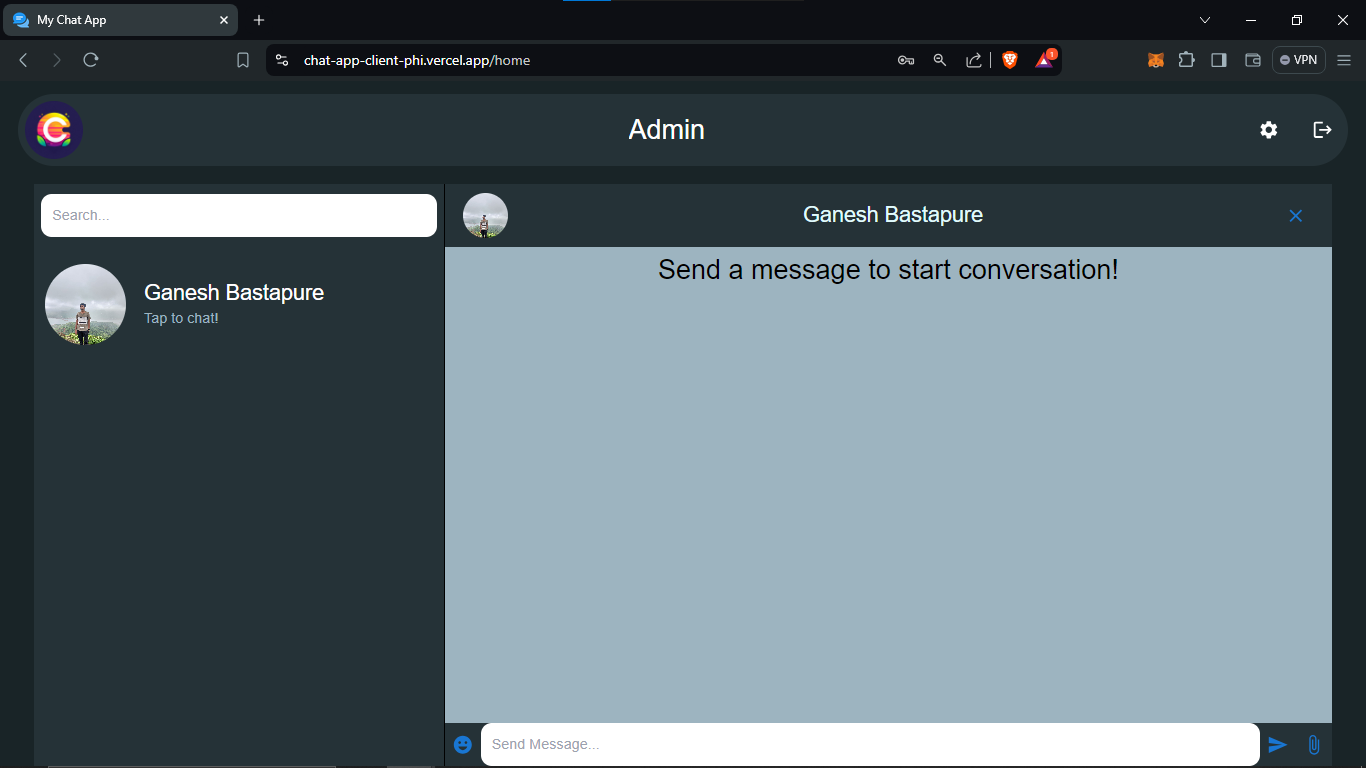 My Chat App
chat-app-client-phi.vercel.app/home
1
VPN
C
Admin
Search...
Ganesh Bastapure
Tap to chat!
Ganesh Bastapure
Send a message to start conversation!
Send Message...